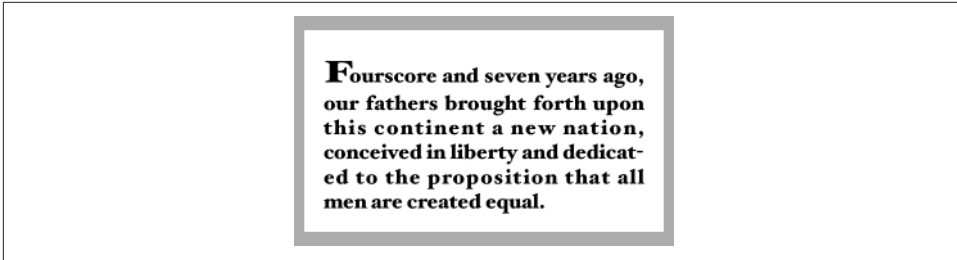 Fourscore and seven years ago,
our fathers brought forth upon
this continent a new nation,
conceived in liberty and dedicat-
ed to the proposition that all
men are created equal.